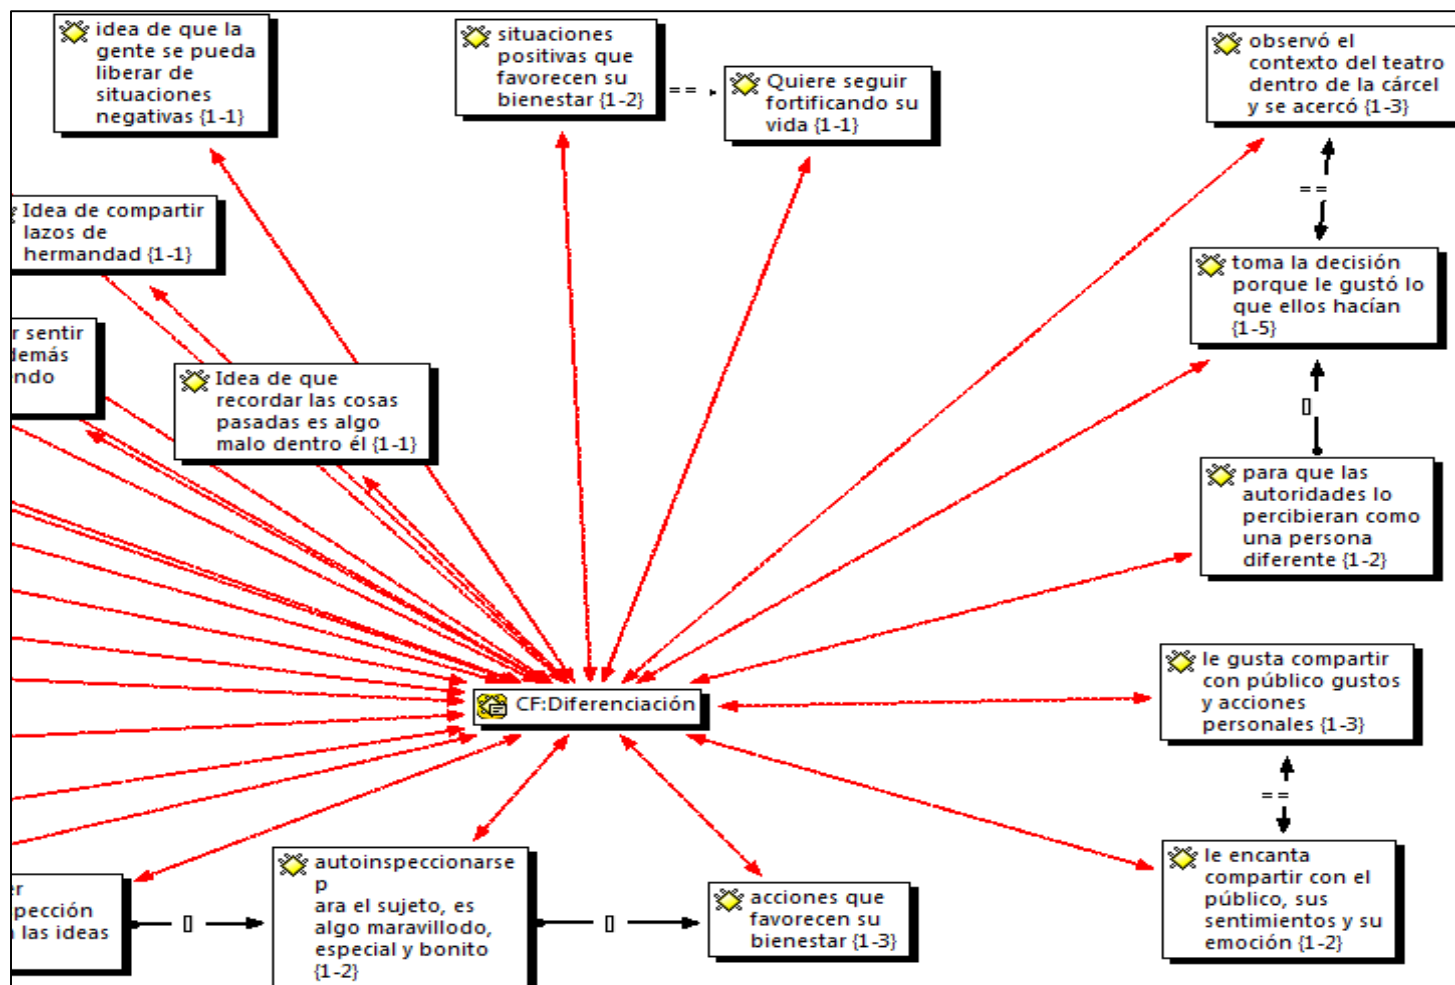 idea de que la
gente se pueda
liberar de
situaciones
negativas {1-1}
situaciones
positivas que
favorecen su
bienestar {1-2}
==
Quiere seguir
fortificando su
vida {1-1}
observó el
contexto del teatro
dentro de la cárcel
y se acercó {1-3}
==
Idea de compartir
lazos de
hermandad {1-1}
toma la decisión
porque le gustó lo
que ellos hacían
{1-5}
[]
r sentir
demás
endo
Idea de que
recordar las cosas
pasadas es algo
malo dentro él {1-1}
para que las
autoridades lo
percibieran como
una persona
diferente {1-2}
CF:Diferenciación
le gusta compartir
con público gustos
y acciones
personales {1-3}
==
le encanta
compartir con el
público, sus
sentimientos y su
emoción {1-2}
er
pección
las ideas
[]
autoinspeccionarse
p
ara el sujeto, es
algo maravillodo,
especial y bonito
{1-2}
[]
acciones que
favorecen su
bienestar {1-3}